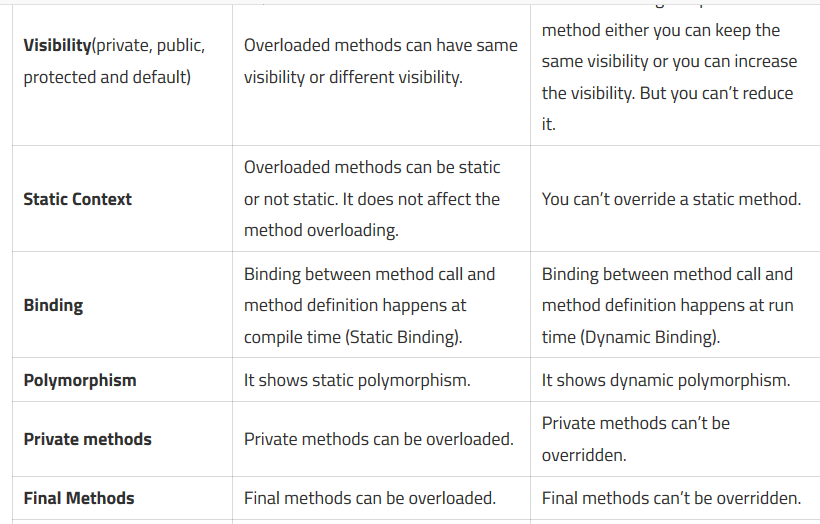 Visibility(private, public,
protected and default)
Overloaded methods can have same
visibility or different visibility.
method either you can keep the
same visibility or you can increase
the visibility. But you can’t reduce
it.
Static Context
Overloaded methods can be static
or not static. It does not affect the
method overloading.
You can’t override a static method.
Binding
Binding between method call and
method definition happens at
compile time (Static Binding).
Binding between method call and
method definition happens at run
time (Dynamic Binding).
Polymorphism
It shows static polymorphism.
It shows dynamic polymorphism.
Private methods
Private methods can be overloaded.
Private methods can’t be
overridden.
Final Methods
Final methods can be overloaded.
Final methods can’t be overridden.